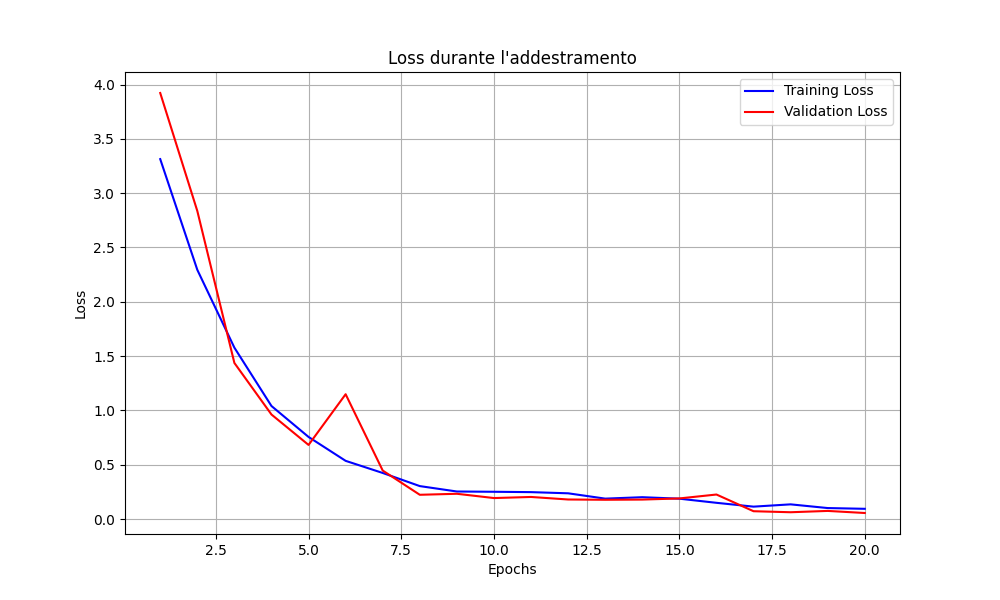 Loss durante l'addestramento
Training Loss
Validation Loss
4.0
3.5
3.0
2.5
2.0
1.5
1.0
0.5
0.0
Loss
2.5 5.0 7.5 10.0 12.5 15.0 17.5 20.0
Epochs